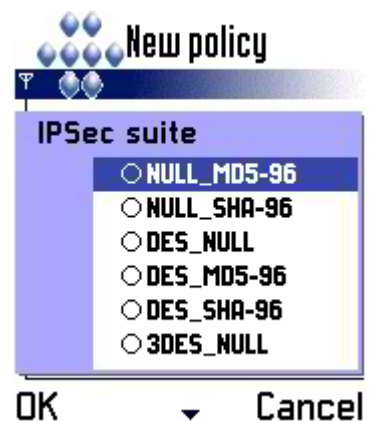 New policy
IPSec suite
NULL_MD5-96
NULL_SHA-96
DES_NULL
DES_MD5-96
DES_SHA-96
3DES_NULL
OK Cancel